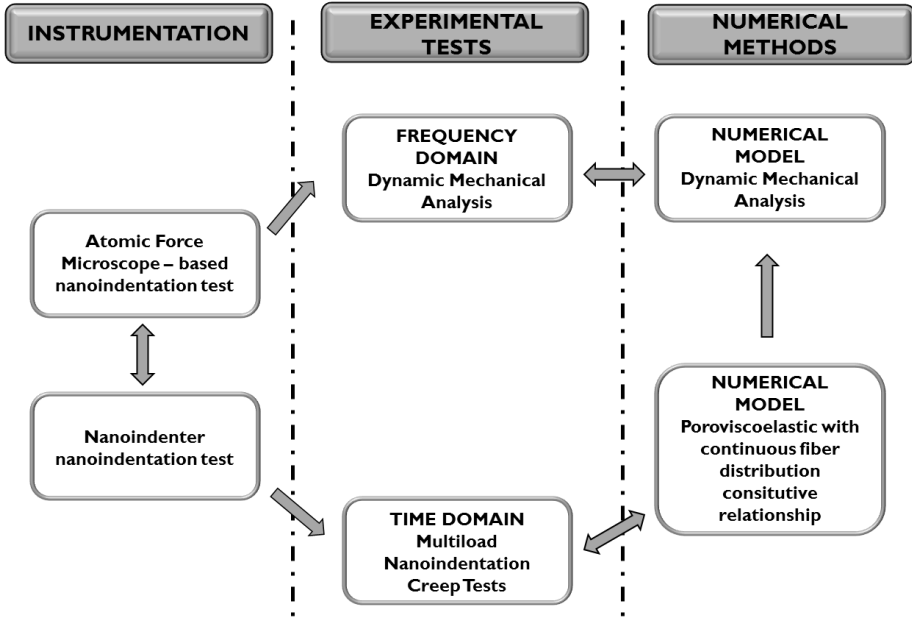 INSTRUMENTATION
EXPERIMENTAL
TESTS
NUMERICAL
METHODS
FREQUENCY
DOMAIN
Dynamic Mechanical
Analysis
NUMERICAL
MODEL
Dynamic Mechanical
Analysis
Atomic Force
Microscope – based
nanoindentation test
Nanoindenter
nanoindentation test
NUMERICAL
MODEL
Poroviscoelastic with
continuous fiber
distribution
consitutive
relationship
TIME DOMAIN
Multiload
Nanoindentation
Creep Tests